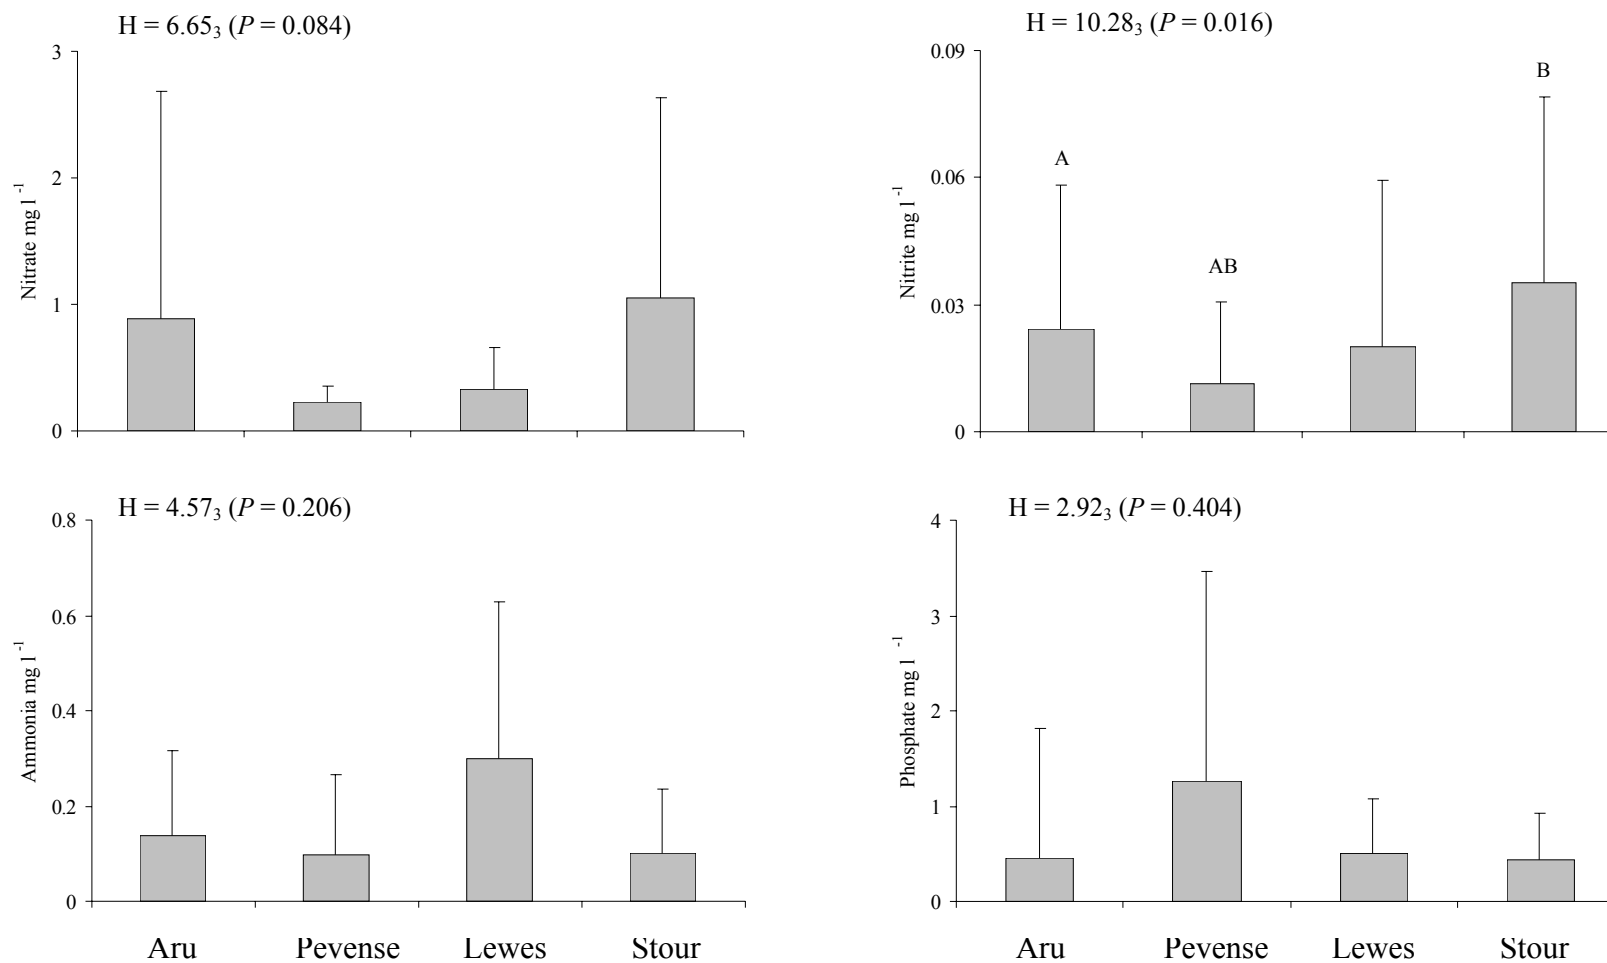 H = 6.65₃ (P = 0.084)
3
2
1
0
Nitrate mg l⁻¹
H = 10.28₃ (P = 0.016)
0.09
0.06
0.03
0
Nitrite mg l⁻¹
A
AB
B
H = 4.57₃ (P = 0.206)
0.8
0.6
0.4
0.2
0
Ammonia mg l⁻¹
Aru Pevense Lewes Stour
H = 2.92₃ (P = 0.404)
4
3
2
1
0
Phosphate mg l⁻¹
Aru Pevense Lewes Stour